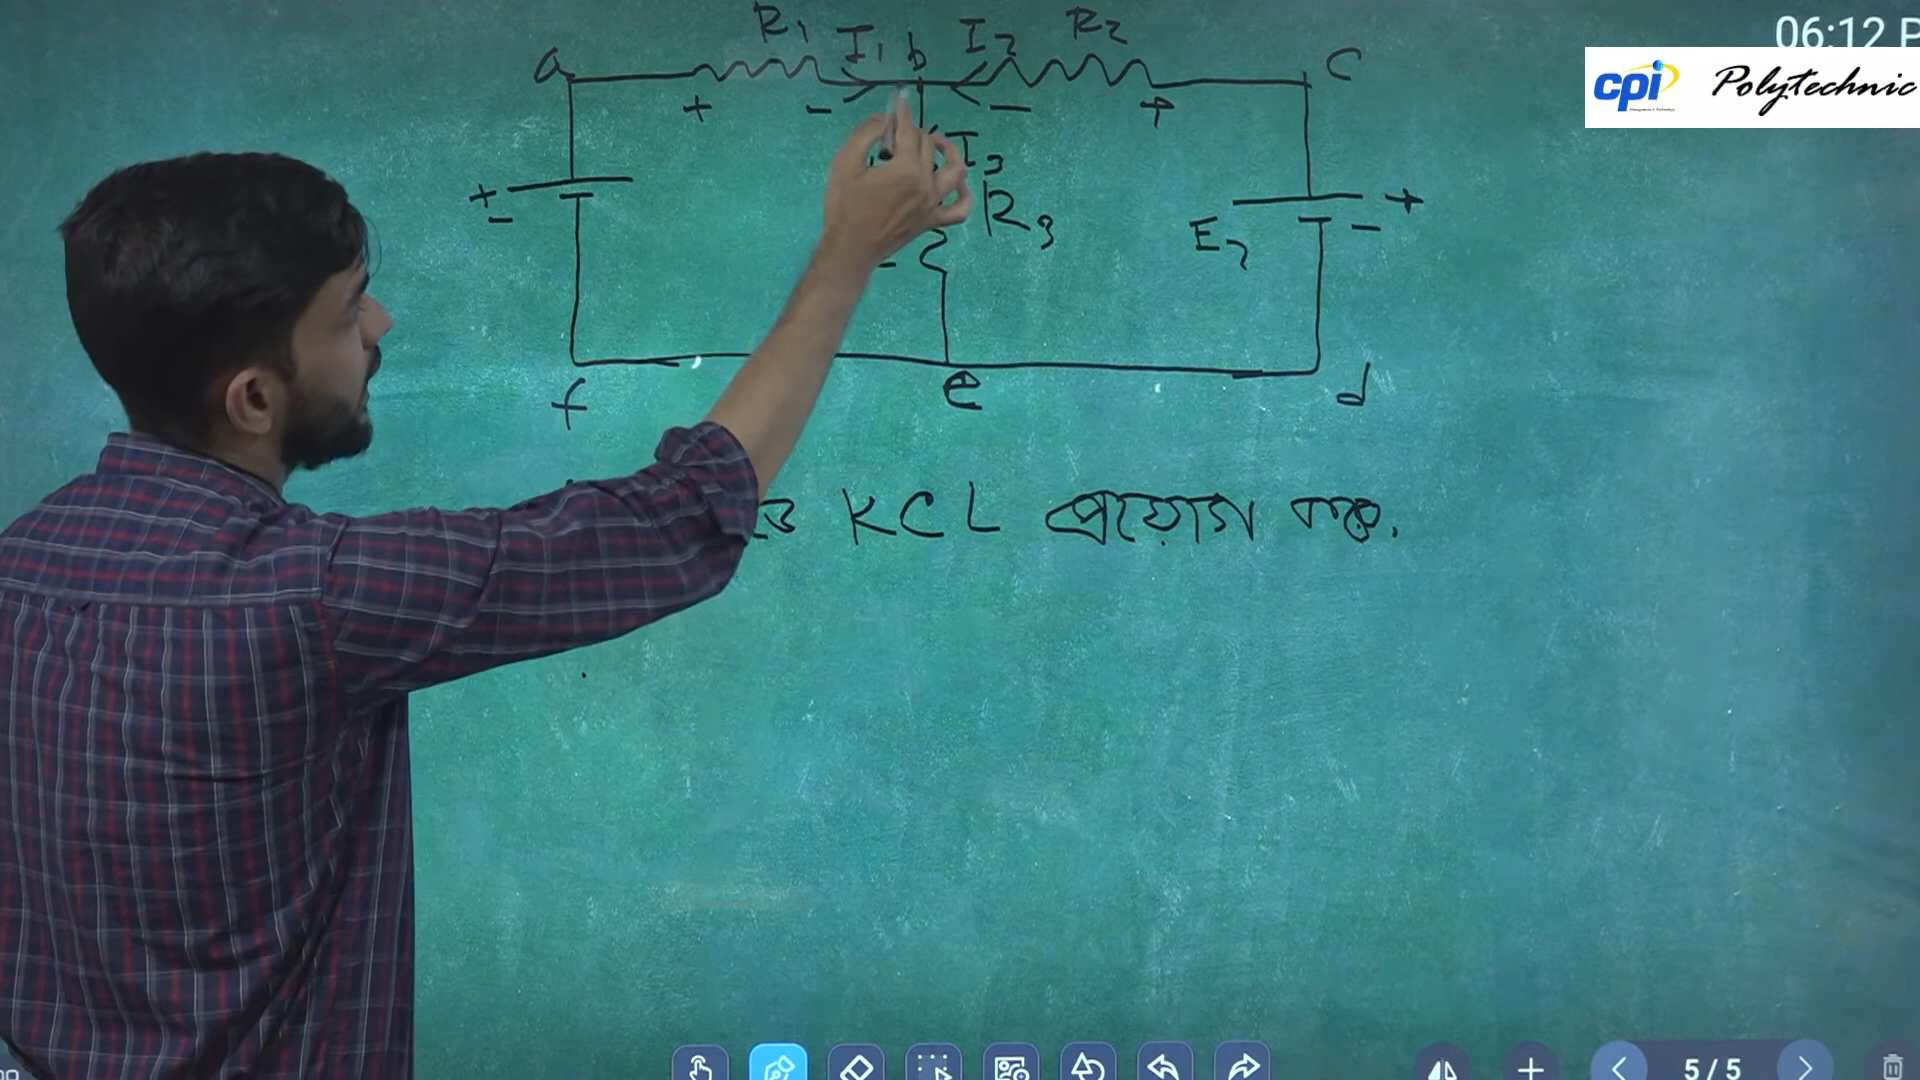 06:12 P
cpi Polytechnic
R1 I1 b I2 R2
a c
+ - - +
I3
+ - R3 E2 + -
-
f e d
KCL প্রয়োগ করে.
5/5